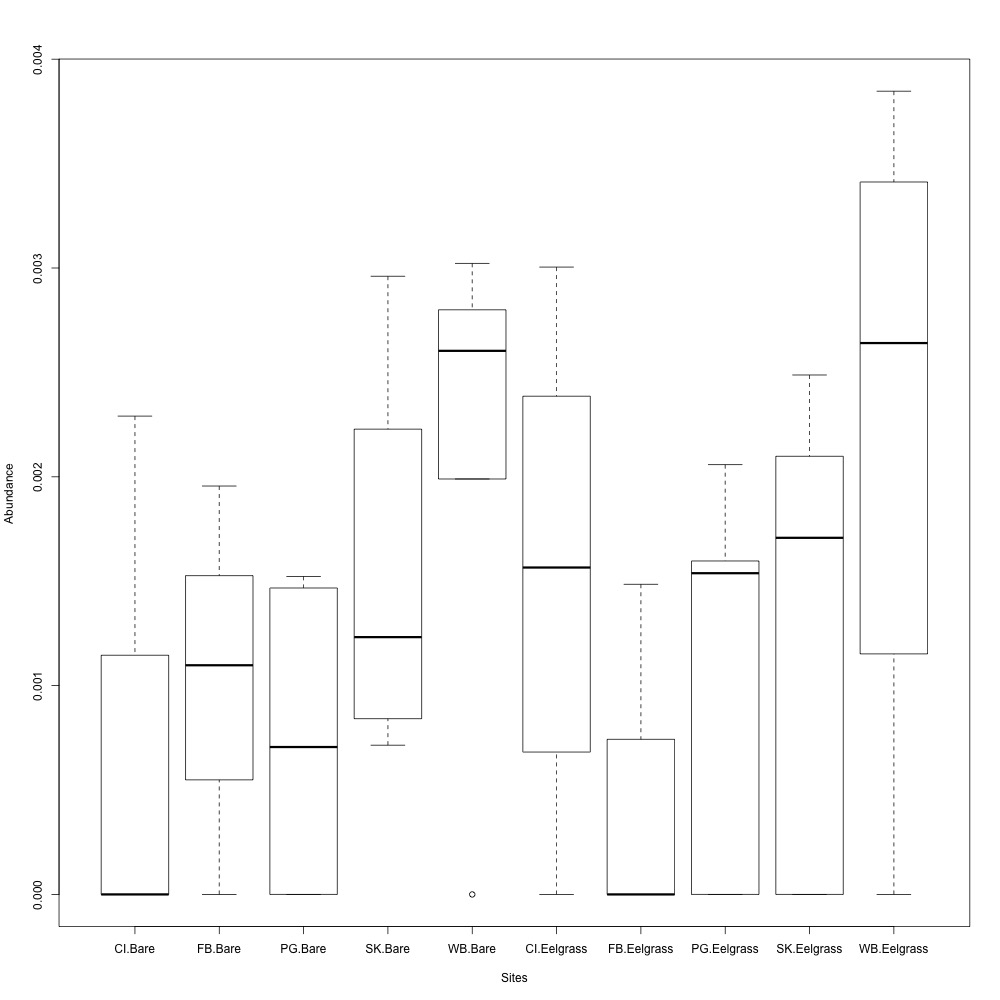 Abundance
0.004
0.003
0.002
0.001
0.000
CI.Bare FB.Bare PG.Bare SK.Bare WB.Bare CI.Eelgrass FB.Eelgrass PG.Eelgrass SK.Eelgrass WB.Eelgrass
Sites